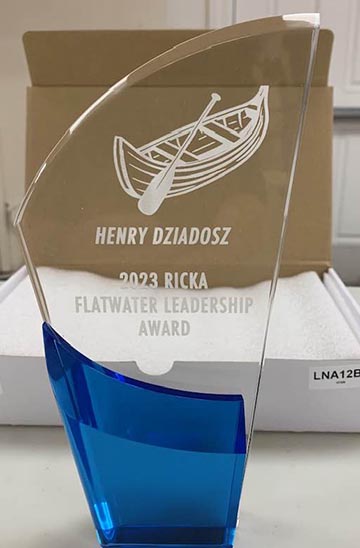 HENRY DZIADOSZ
2023 RICKA
FLATWATER LEADERSHIP
AWARD
LNA12B